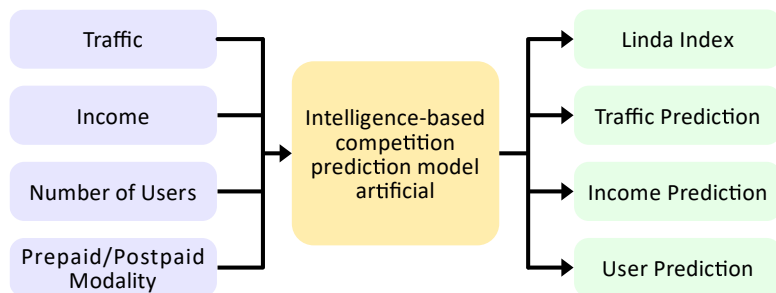 Traffic
Income
Number of Users
Prepaid/Postpaid
Modality
Intelligence-based
competition
prediction model
artificial
Linda Index
Traffic Prediction
Income Prediction
User Prediction